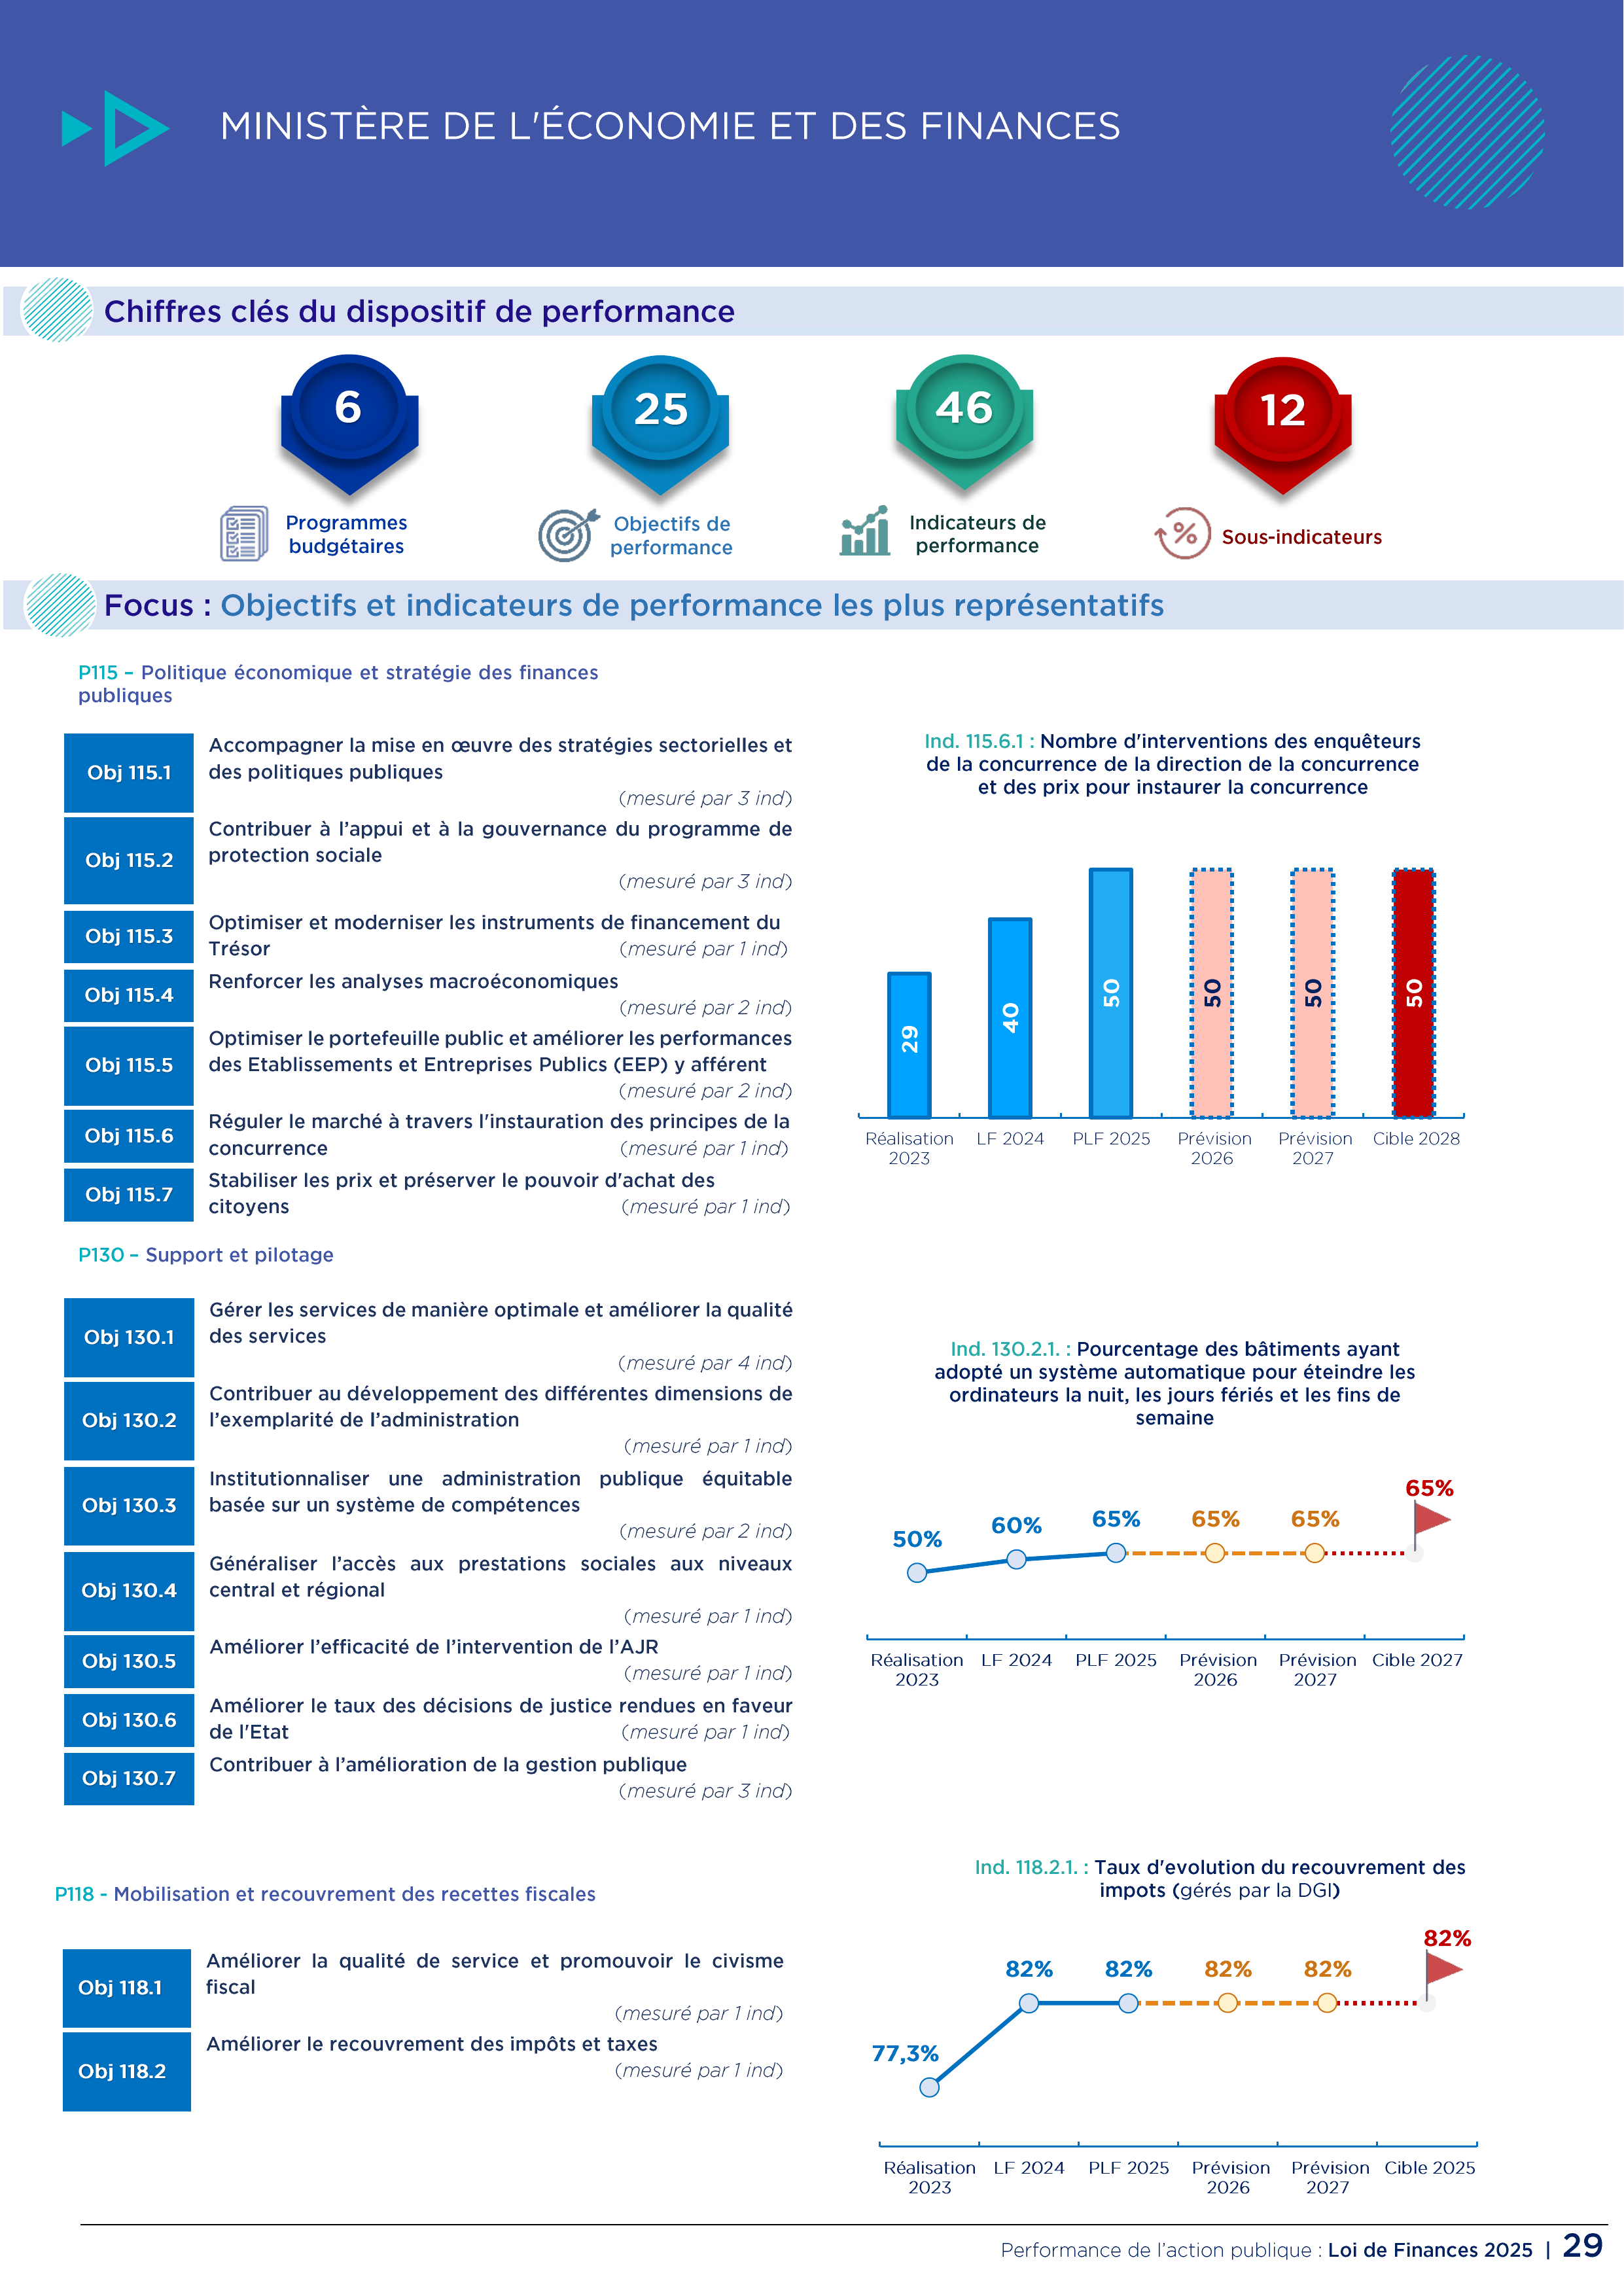 MINISTÈRE DE L'ÉCONOMIE ET DES FINANCES
Chiffres clés du dispositif de performance
6
25
46
12
Programmes
budgétaires
Objectifs de
performance
Indicateurs de
performance
%
Sous-indicateurs
Focus : Objectifs et indicateurs de performance les plus représentatifs
P115 – Politique économique et stratégie des finances
publiques
Obj 115.1
Accompagner la mise en œuvre des stratégies sectorielles et
des politiques publiques
(mesuré par 3 ind)
Obj 115.2
Contribuer à l’appui et à la gouvernance du programme de
protection sociale
(mesuré par 3 ind)
Obj 115.3
Optimiser et moderniser les instruments de financement du
Trésor (mesuré par 1 ind)
Obj 115.4
Renforcer les analyses macroéconomiques
(mesuré par 2 ind)
Obj 115.5
Optimiser le portefeuille public et améliorer les performances
des Etablissements et Entreprises Publics (EEP) y afférent
(mesuré par 2 ind)
Obj 115.6
Réguler le marché à travers l'instauration des principes de la
concurrence (mesuré par 1 ind)
Obj 115.7
Stabiliser les prix et préserver le pouvoir d'achat des
citoyens (mesuré par 1 ind)
Ind. 115.6.1 : Nombre d'interventions des enquêteurs
de la concurrence de la direction de la concurrence
et des prix pour instaurer la concurrence
29
40
50
50
50
50
Réalisation
2023
LF 2024
PLF 2025
Prévision
2026
Prévision
2027
Cible 2028
P130 – Support et pilotage
Obj 130.1
Gérer les services de manière optimale et améliorer la qualité
des services
(mesuré par 4 ind)
Obj 130.2
Contribuer au développement des différentes dimensions de
l’exemplarité de l’administration
(mesuré par 1 ind)
Obj 130.3
Institutionnaliser une administration publique équitable
basée sur un système de compétences
(mesuré par 2 ind)
Obj 130.4
Généraliser l’accès aux prestations sociales aux niveaux
central et régional
(mesuré par 1 ind)
Obj 130.5
Améliorer l’efficacité de l’intervention de l’AJR
(mesuré par 1 ind)
Obj 130.6
Améliorer le taux des décisions de justice rendues en faveur
de l'Etat (mesuré par 1 ind)
Obj 130.7
Contribuer à l’amélioration de la gestion publique
(mesuré par 3 ind)
Ind. 130.2.1. : Pourcentage des bâtiments ayant
adopté un système automatique pour éteindre les
ordinateurs la nuit, les jours fériés et les fins de
semaine
50%
60%
65%
65%
65%
65%
Réalisation
2023
LF 2024
PLF 2025
Prévision
2026
Prévision
2027
Cible 2027
P118 - Mobilisation et recouvrement des recettes fiscales
Obj 118.1
Améliorer la qualité de service et promouvoir le civisme
fiscal
(mesuré par 1 ind)
Obj 118.2
Améliorer le recouvrement des impôts et taxes
(mesuré par 1 ind)
Ind. 118.2.1. : Taux d'evolution du recouvrement des
impots (gérés par la DGI)
77,3%
82%
82%
82%
82%
82%
Réalisation
2023
LF 2024
PLF 2025
Prévision
2026
Prévision
2027
Cible 2025
Performance de l’action publique : Loi de Finances 2025 | 29